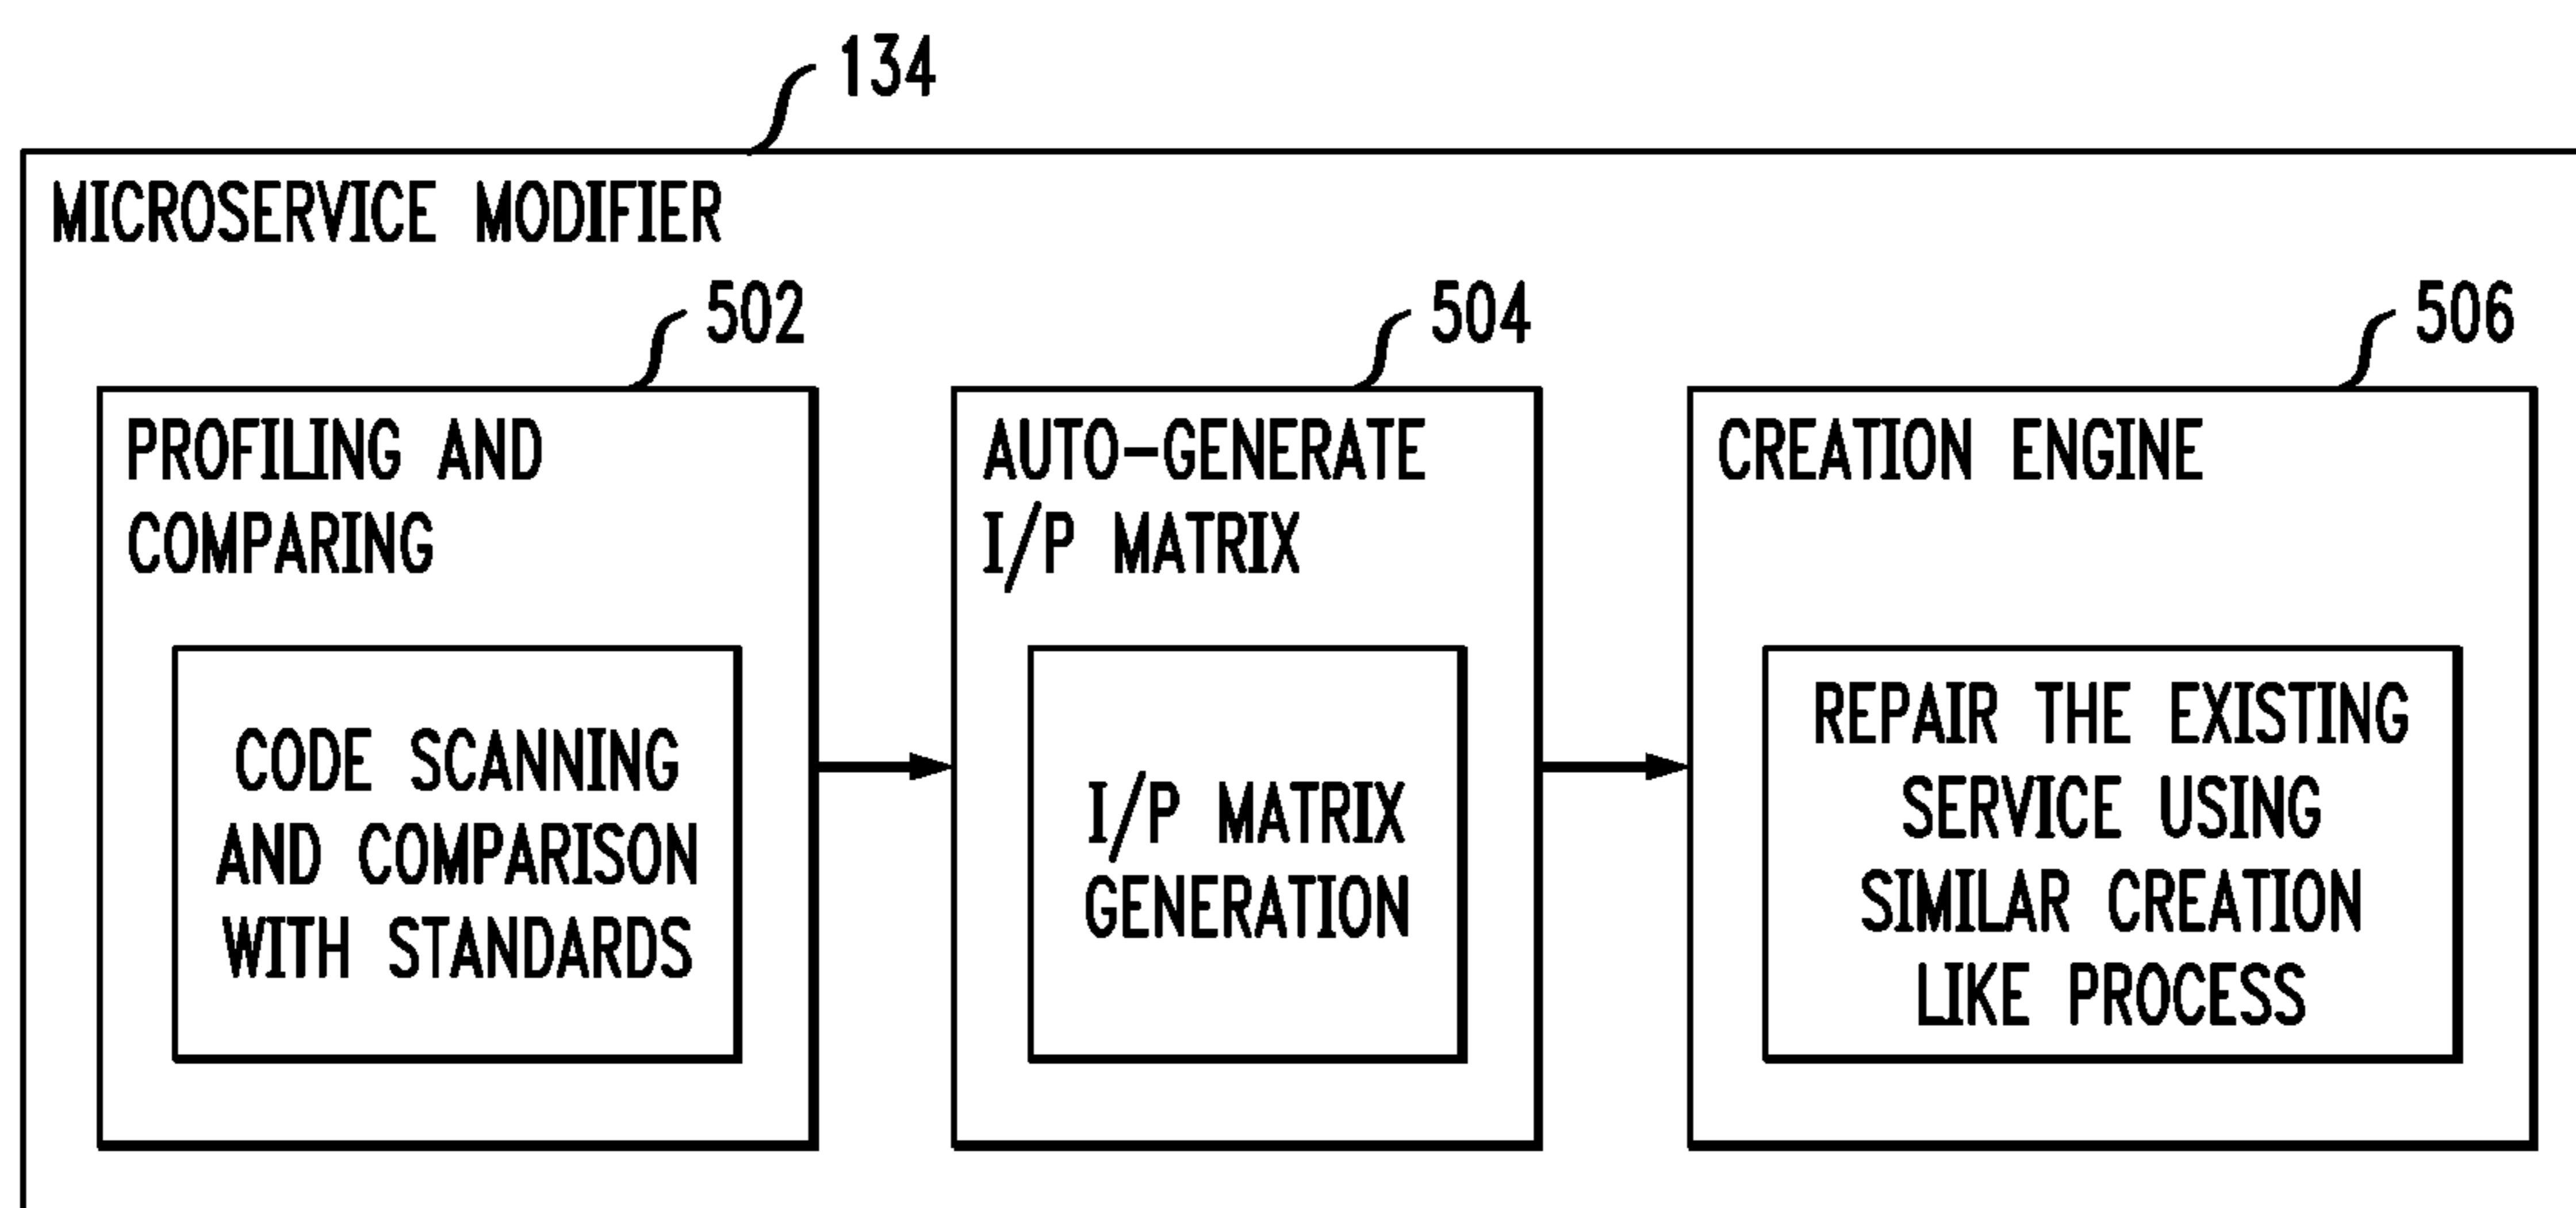 134
MICROSERVICE MODIFIER
502
504
506
PROFILING AND
COMPARING
CODE SCANNING
AND COMPARISON
WITH STANDARDS
AUTO-GENERATE
I/P MATRIX
I/P MATRIX
GENERATION
CREATION ENGINE
REPAIR THE EXISTING
SERVICE USING
SIMILAR CREATION
LIKE PROCESS